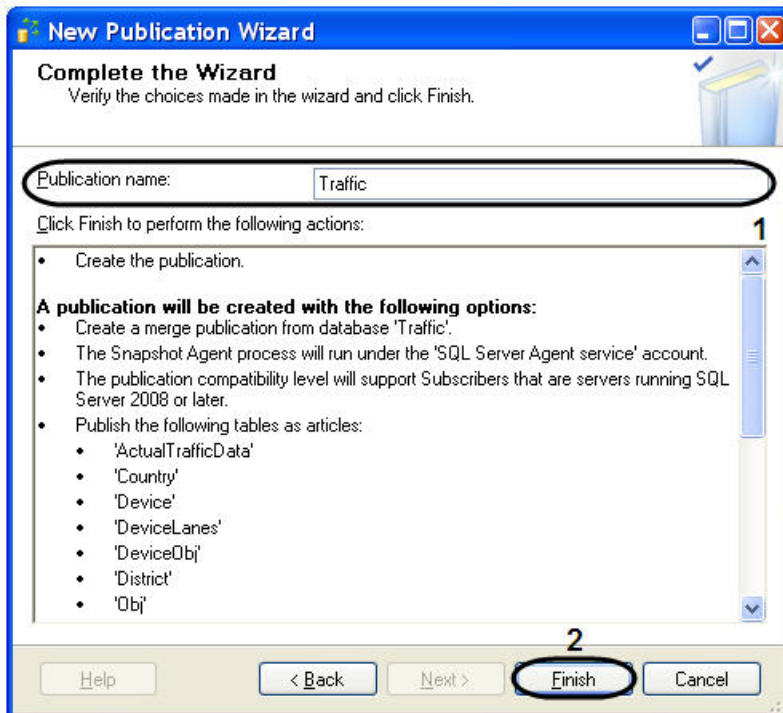 New Publication Wizard
Complete the Wizard
Verify the choices made in the wizard and click Finish.
Publication name:
Traffic
Click Finish to perform the following actions:
1
• Create the publication.
A publication will be created with the following options:
• Create a merge publication from database 'Traffic'.
• The Snapshot Agent process will run under the 'SQL Server Agent service' account.
• The publication compatibility level will support Subscribers that are servers running SQL
Server 2008 or later.
• Publish the following tables as articles:
• 'ActualTrafficData'
• 'Country'
• 'Device'
• 'DeviceLanes'
• 'DeviceObj'
• 'District'
• 'Obj'
2
Help
< Back
Next >
Finish
Cancel